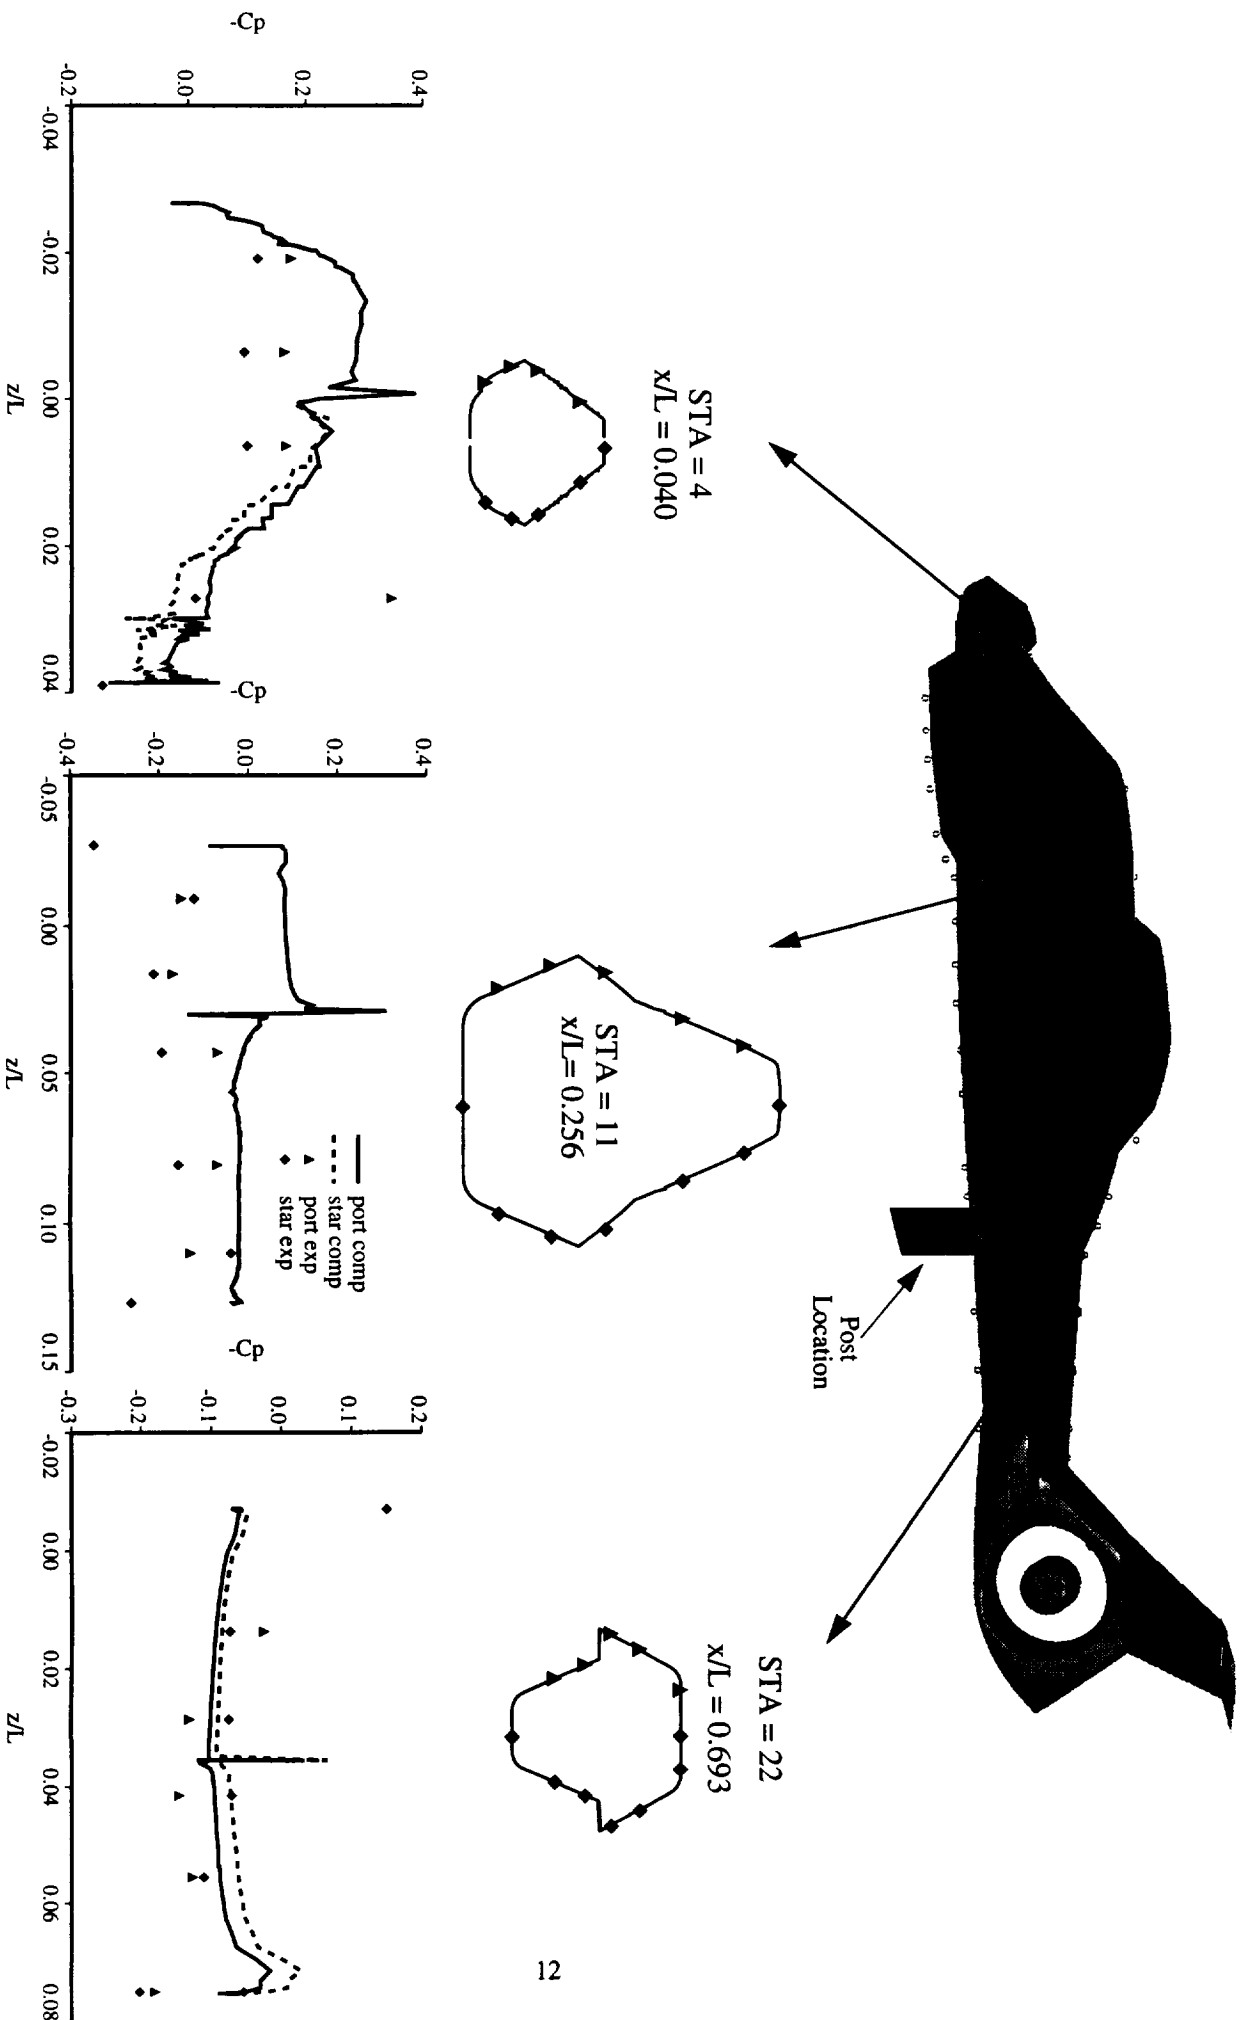 STA = 4
x/L = 0.040
STA = 11
x/L= 0.256
STA = 22
x/L = 0.693
Post
Location
-Cp
0.4
0.2
0.0
-0.2
-0.04
-0.02
0.00
0.02
0.04
z/L
-Cp
0.4
0.2
0.0
-0.2
-0.4
-0.05
0.00
0.05
0.10
0.15
z/L
port comp
star comp
port exp
star exp
-Cp
0.2
0.1
0.0
-0.1
-0.2
-0.3
-0.02
0.00
0.02
0.04
0.06
0.08
z/L
12